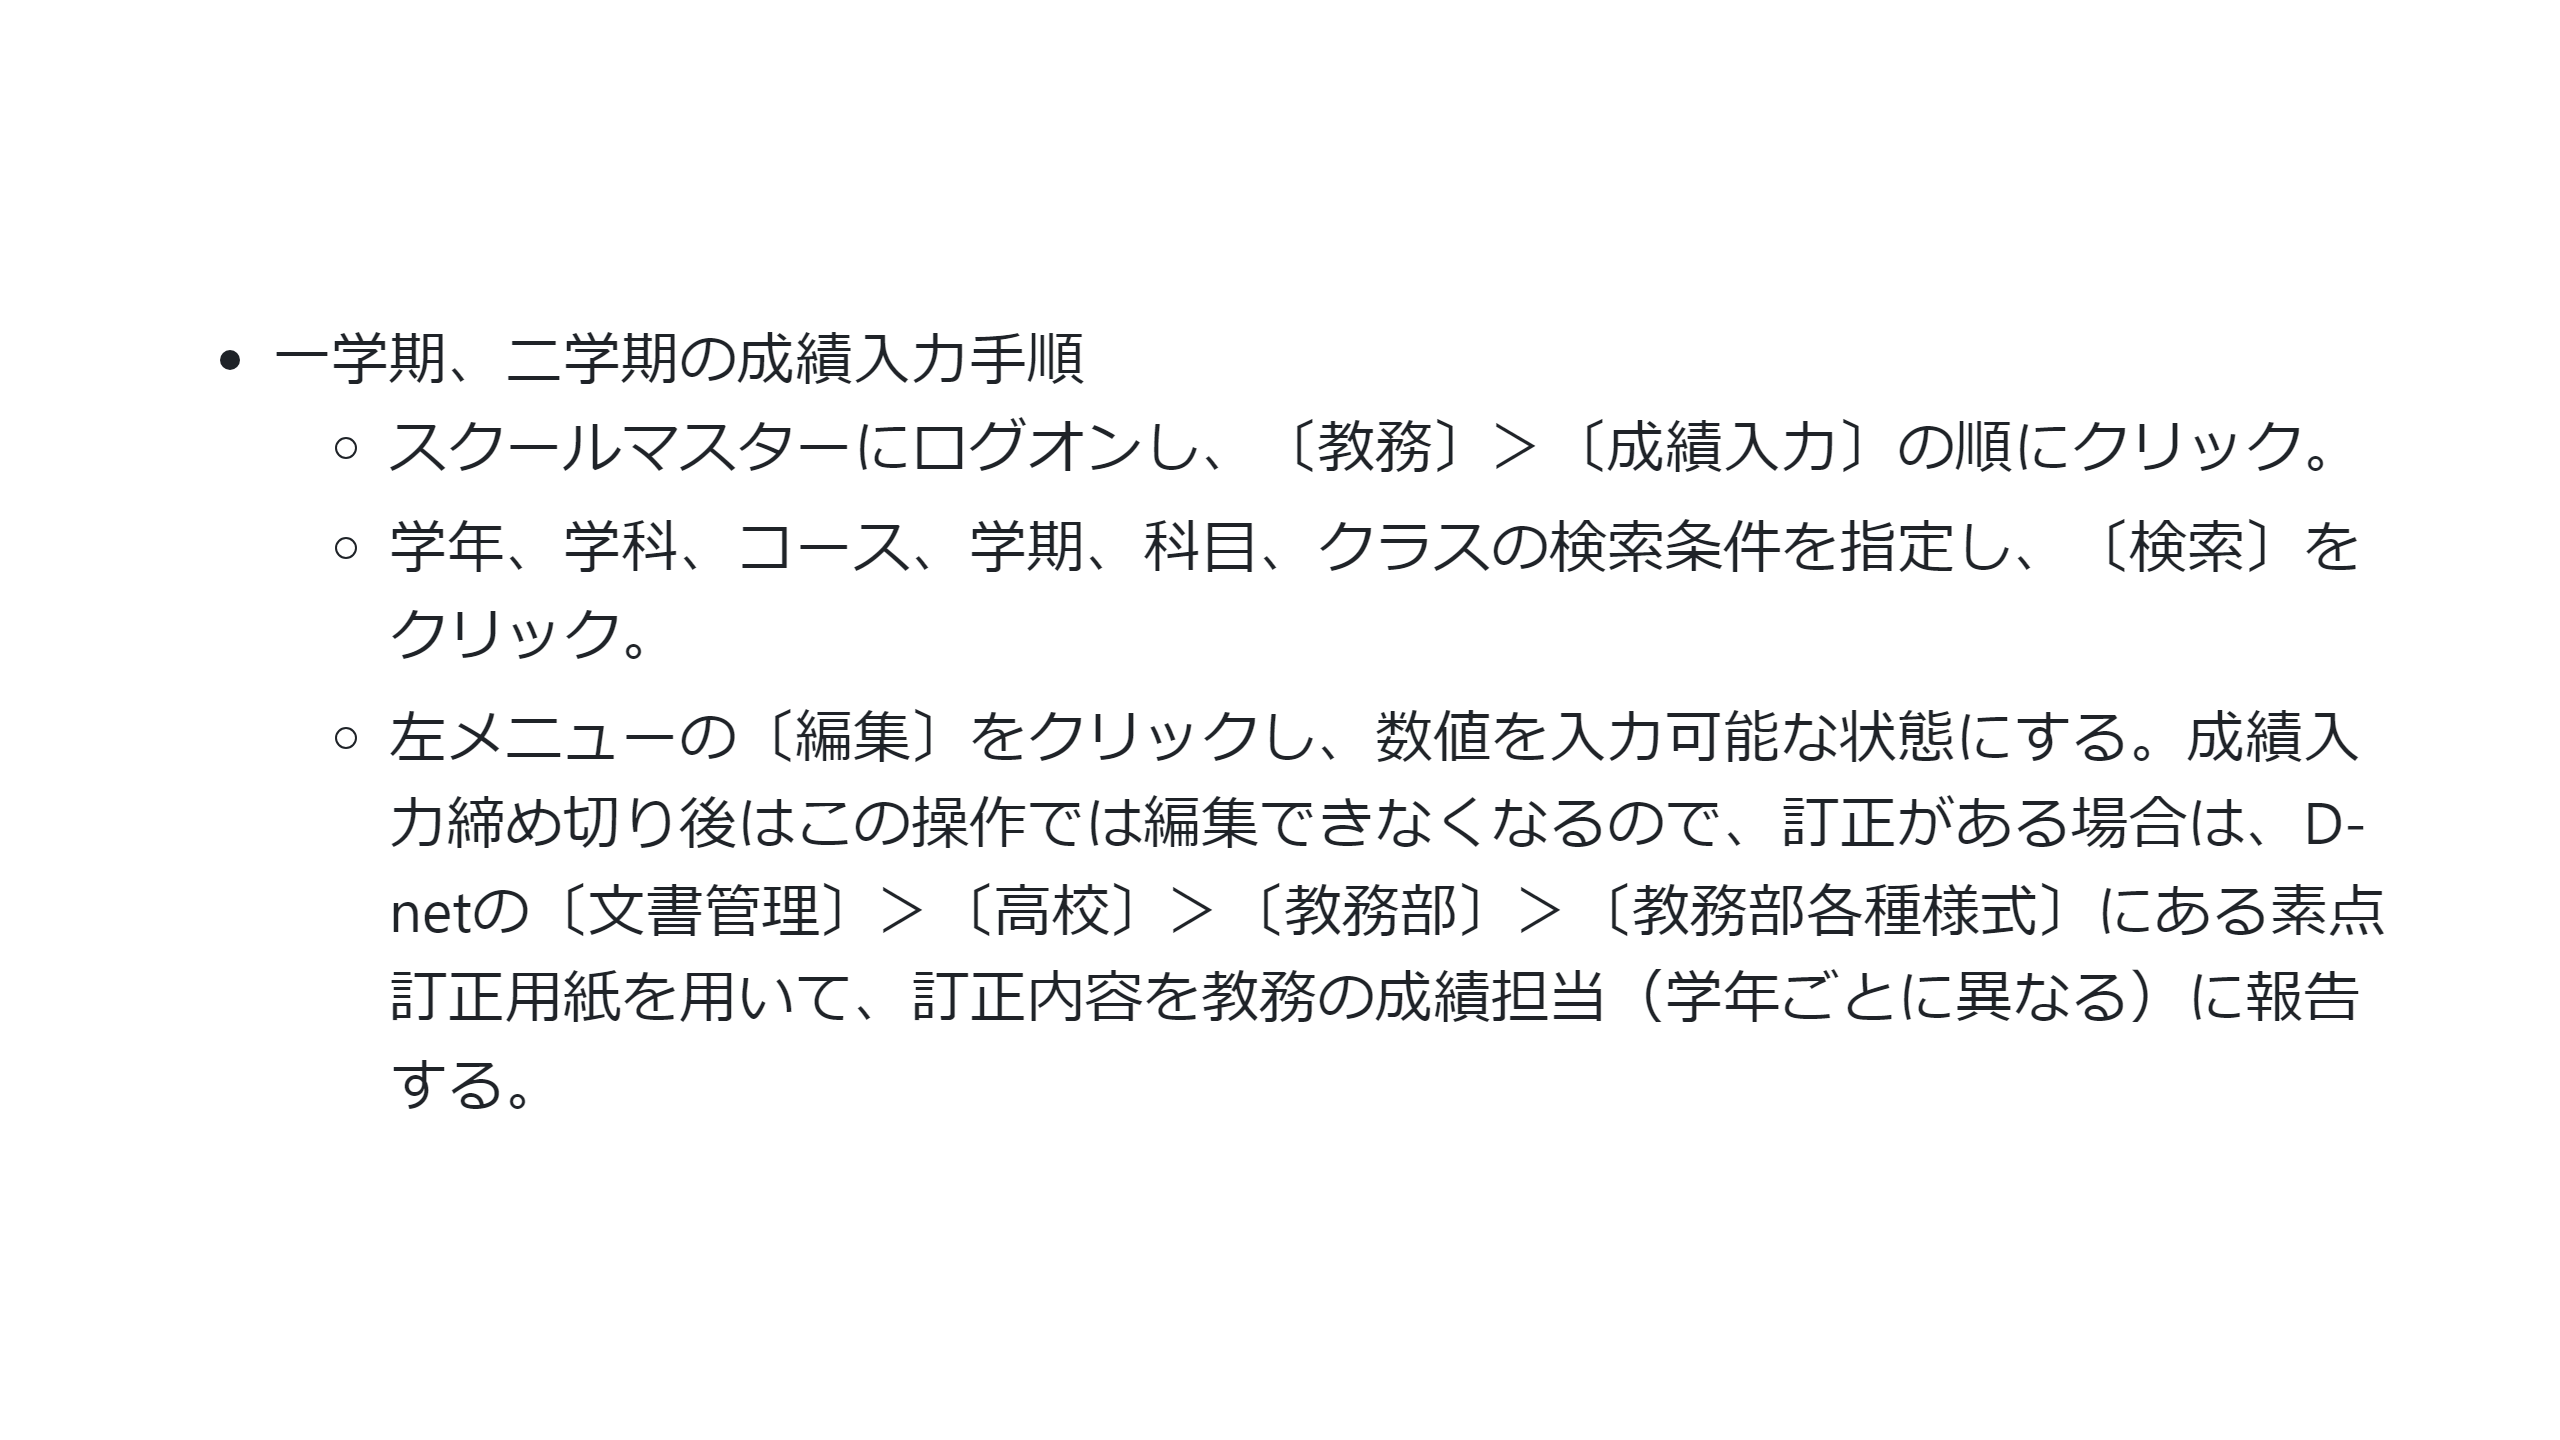 • 一学期、二学期の成績入力手順
○ スクールマスターにログオンし、〔教務〕＞〔成績入力〕の順にクリック。
○ 学年、学科、コース、学期、科目、クラスの検索条件を指定し、〔検索〕を
クリック。
○ 左メニューの〔編集〕をクリックし、数値を入力可能な状態にする。成績入
力締め切り後はこの操作では編集できなくなるので、訂正がある場合は、D-
netの〔文書管理〕＞〔高校〕＞〔教務部〕＞〔教務部各種様式〕にある素点
訂正用紙を用いて、訂正内容を教務の成績担当（学年ごとに異なる）に報告
する。